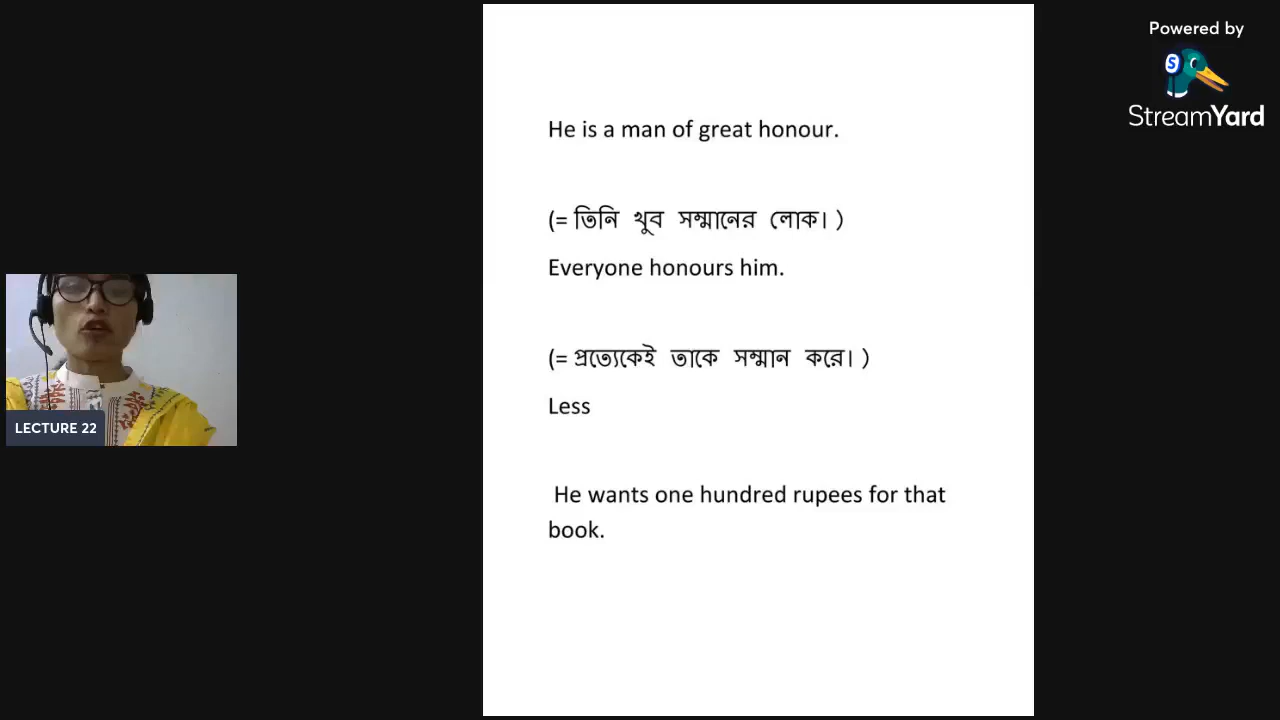 Powered by
StreamYard
He is a man of great honour.
(= তিনি খুব সম্মানের লোক। )
Everyone honours him.
(= প্রত্যেকেই তাকে সম্মান করে। )
Less
He wants one hundred rupees for that
book.
LECTURE 22